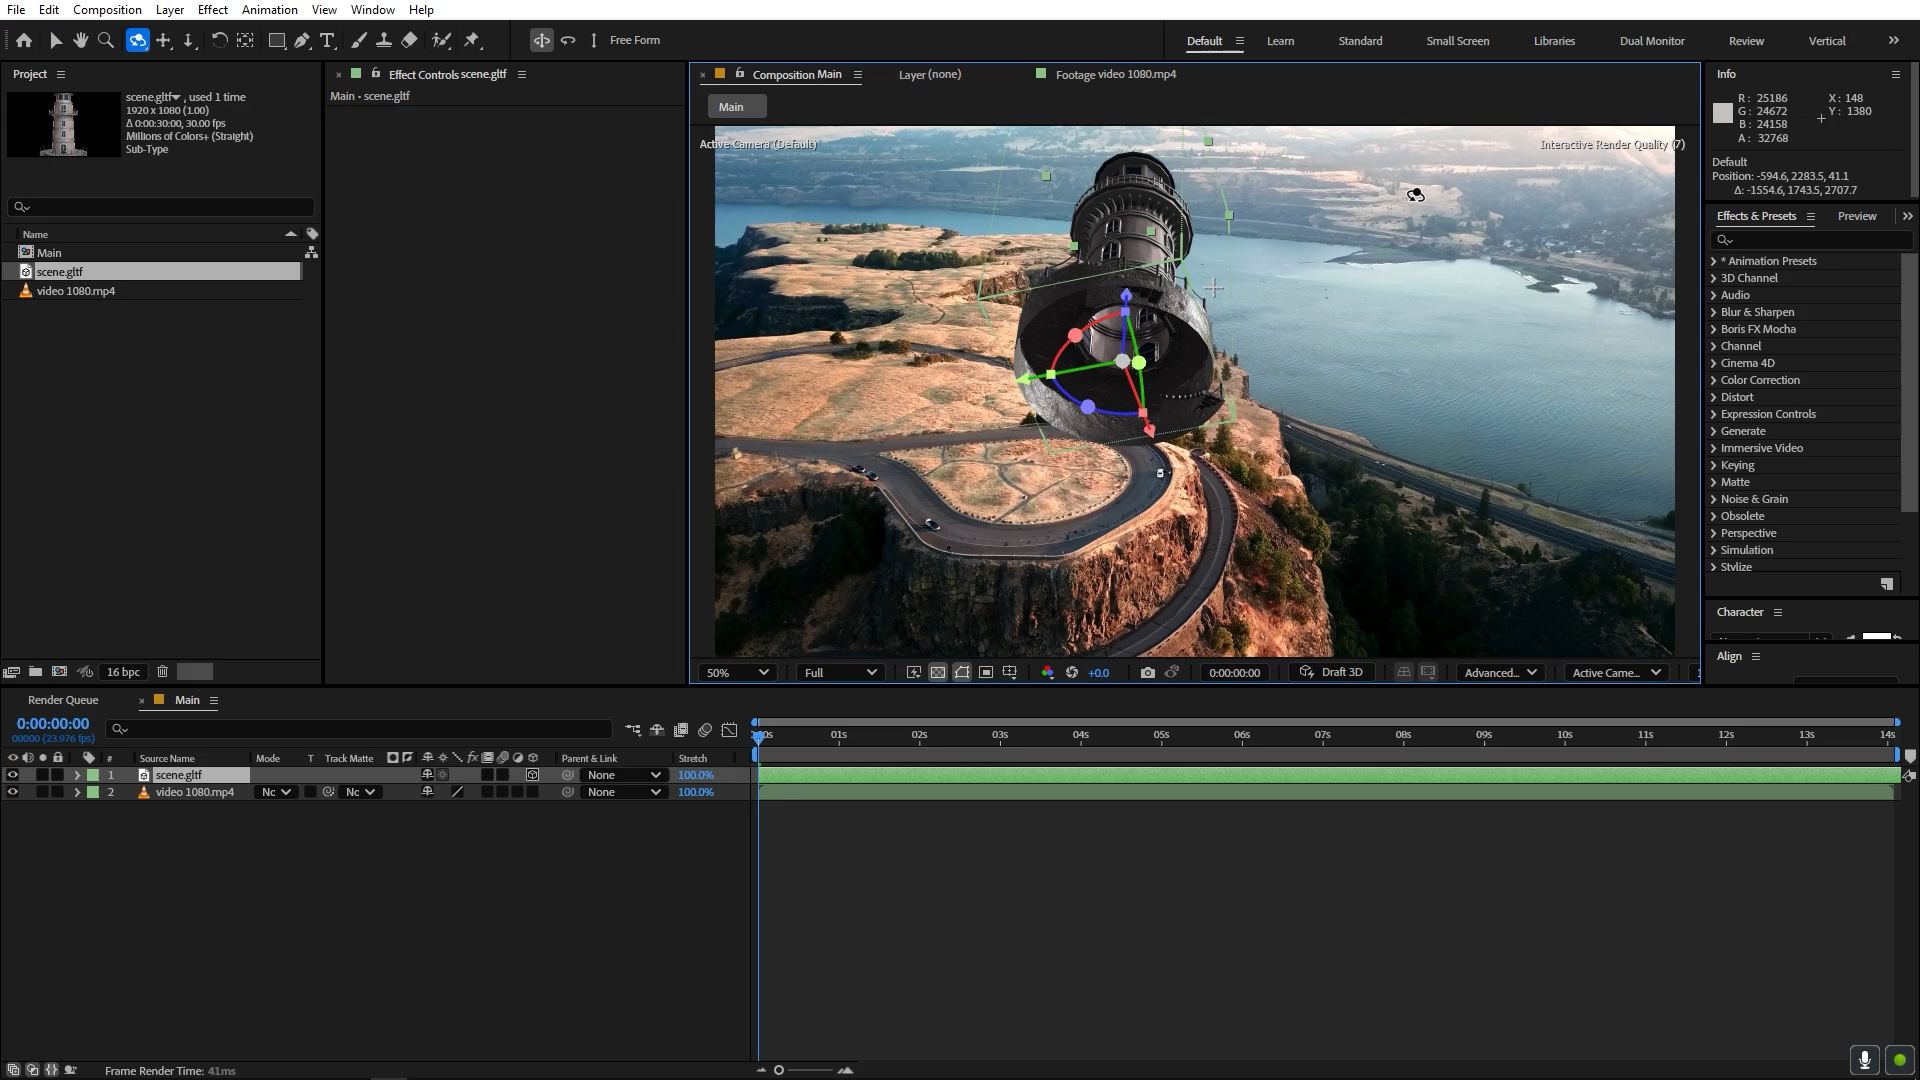 File Edit Composition Layer Effect Animation View Window Help
Free Form
Default Learn Standard Small Screen Libraries Dual Monitor Review Vertical
Project
scene.gltf , used 1 time
1920 x 1080 (1.00)
Δ 0:00:30:00, 30.00 fps
Millions of Colors+ (Straight)
Sub-Type
Name
Main
scene.gltf
video 1080.mp4
16 bpc
Effect Controls scene.gltf
Main • scene.gltf
Composition Main Layer (none) Footage video 1080.mp4
Main
Active Camera (Default) Interactive Render Quality (7)
50% Full +0.0 0:00:00:00 Draft 3D Advanced... Active Came...
Info
R: 25186 X: 148
G: 24672 Y: 1380
B: 24158
A: 32768
Default
Position: -594.6, 2283.5, 41.1
Δ: -1554.6, 1743.5, 2707.7
Effects & Presets Preview
* Animation Presets
3D Channel
Audio
Blur & Sharpen
Boris FX Mocha
Channel
Cinema 4D
Color Correction
Distort
Expression Controls
Generate
Immersive Video
Keying
Matte
Noise & Grain
Obsolete
Perspective
Simulation
Stylize
Character
Align
Render Queue Main
0:00:00:00
00000 (23.976 fps)
# Source Name Mode T Track Matte fx Parent & Link Stretch
1 scene.gltf None 100.0%
2 video 1080.mp4 Nc Nc None 100.0%
01s 02s 03s 04s 05s 06s 07s 08s 09s 10s 11s 12s 13s 14s
Frame Render Time: 41ms